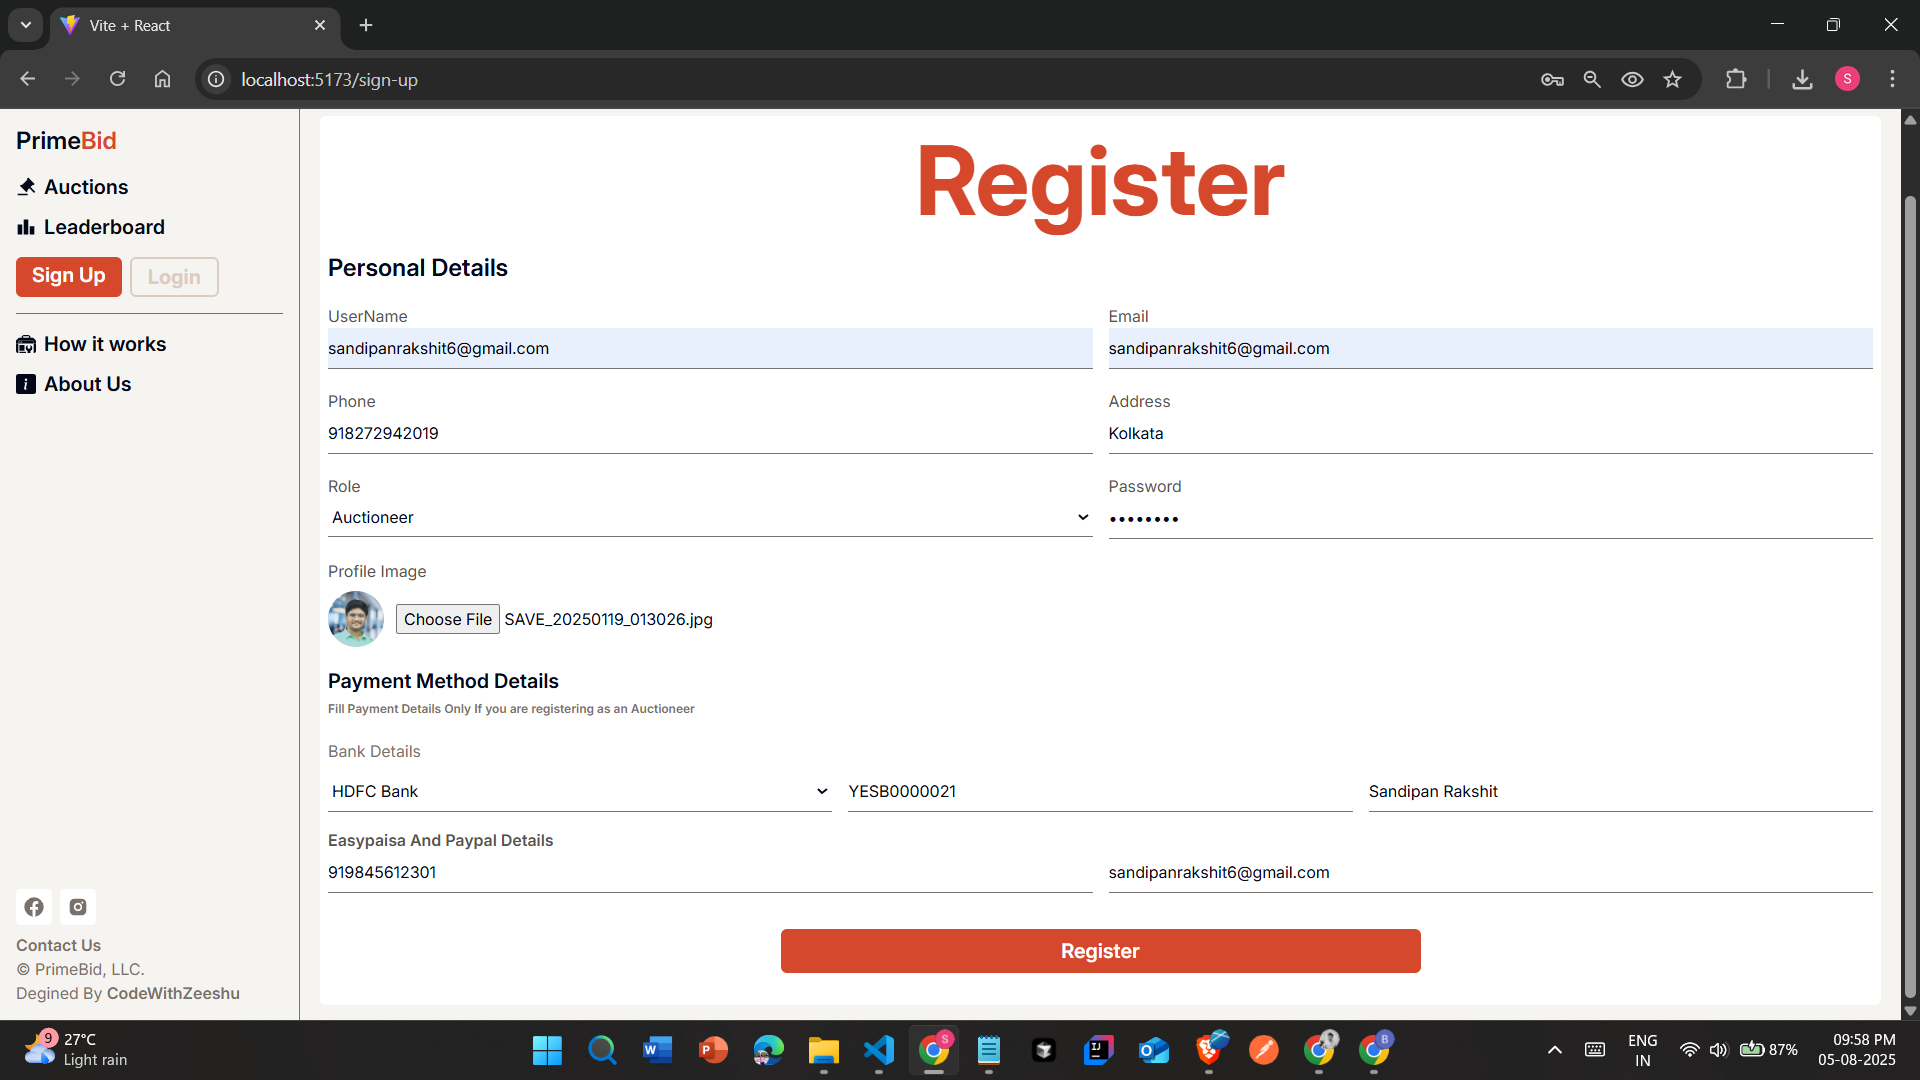 Vite + React
localhost:5173/sign-up
S
PrimeBid
Auctions
Leaderboard
Sign Up
Login
How it works
About Us
Contact Us
© PrimeBid, LLC.
Degined By CodeWithZeeshu
Register
Personal Details
UserName
Email
sandipanrakshit6@gmail.com
sandipanrakshit6@gmail.com
Phone
Address
918272942019
Kolkata
Role
Password
Auctioneer
••••••••
Profile Image
Choose File SAVE_20250119_013026.jpg
Payment Method Details
Fill Payment Details Only If you are registering as an Auctioneer
Bank Details
HDFC Bank
YESB0000021
Sandipan Rakshit
Easypaisa And Paypal Details
919845612301
sandipanrakshit6@gmail.com
Register
9
27°C
Light rain
W
P
S
IJ
B
ENG
IN
87%
09:58 PM
05-08-2025